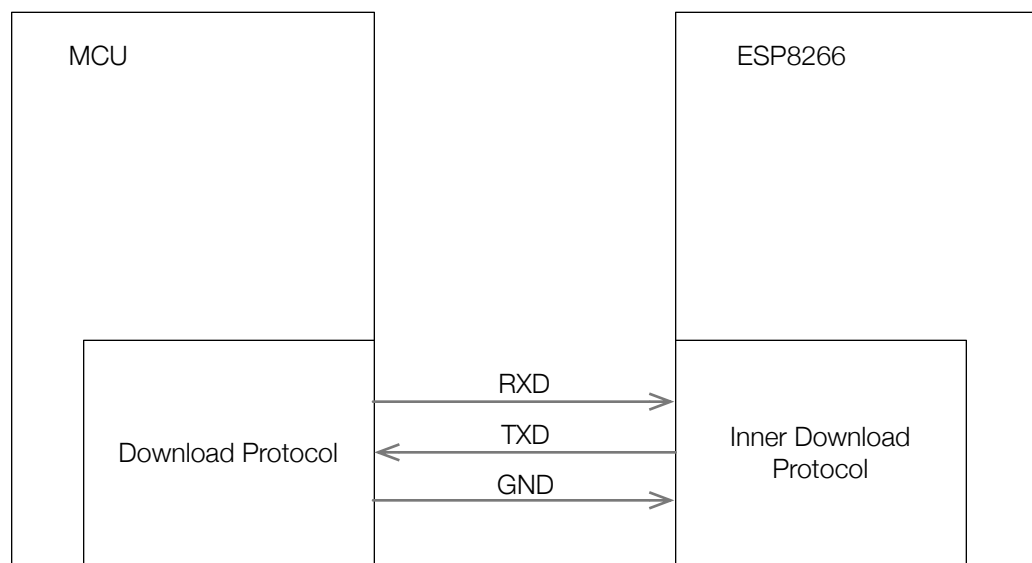 MCU
ESP8266
RXD
TXD
GND
Download Protocol
Inner Download
Protocol